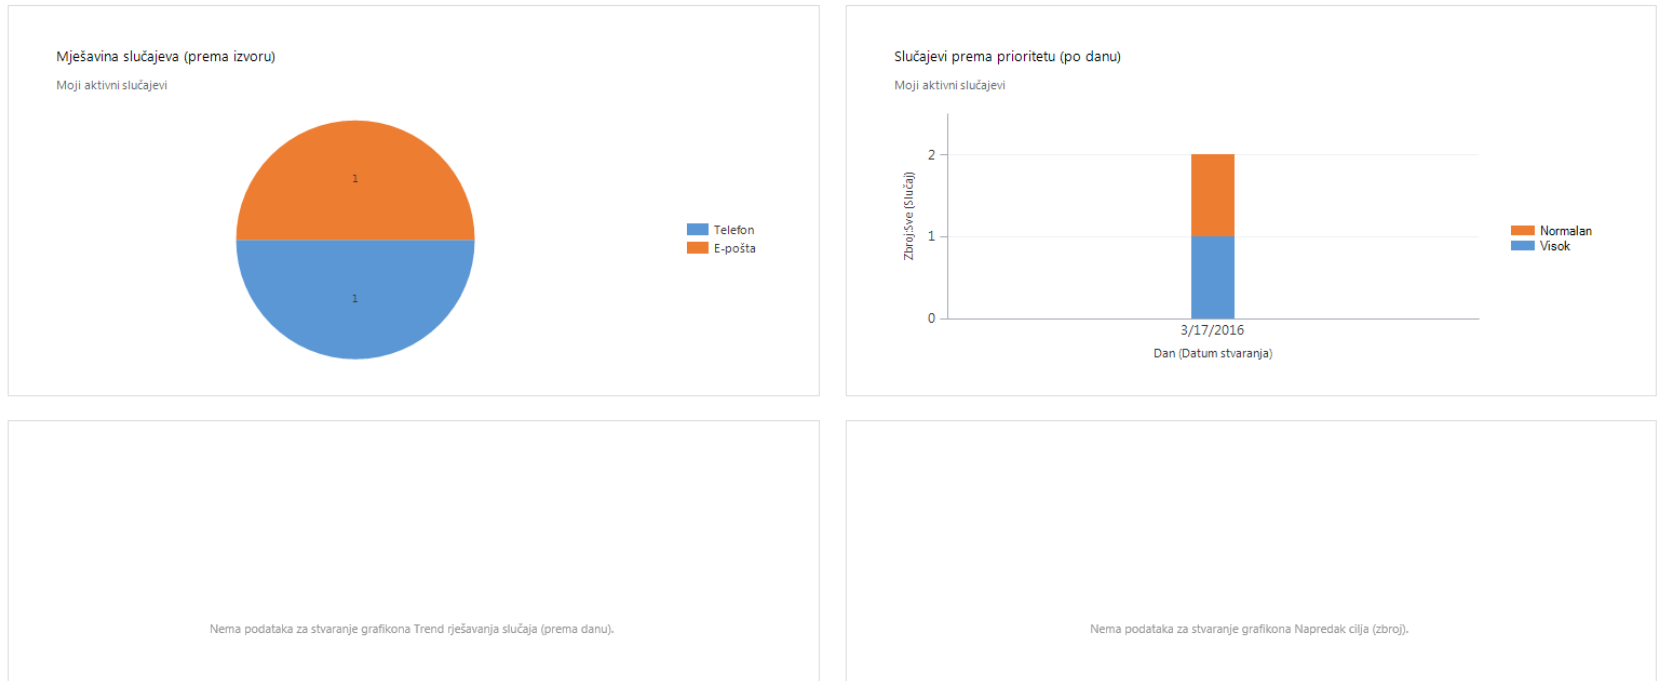 Mješavina slučajeva (prema izvoru)
Moji aktivni slučajevi
1
1
Telefon
E-pošta
Slučajevi prema prioritetu (po danu)
Moji aktivni slučajevi
Zbroj:Sve (Slučaj)
2
1
0
3/17/2016
Dan (Datum stvaranja)
Normalan
Visok
Nema podataka za stvaranje grafikona Trend rješavanja slučaja (prema danu).
Nema podataka za stvaranje grafikona Napredak cilja (zbroj).